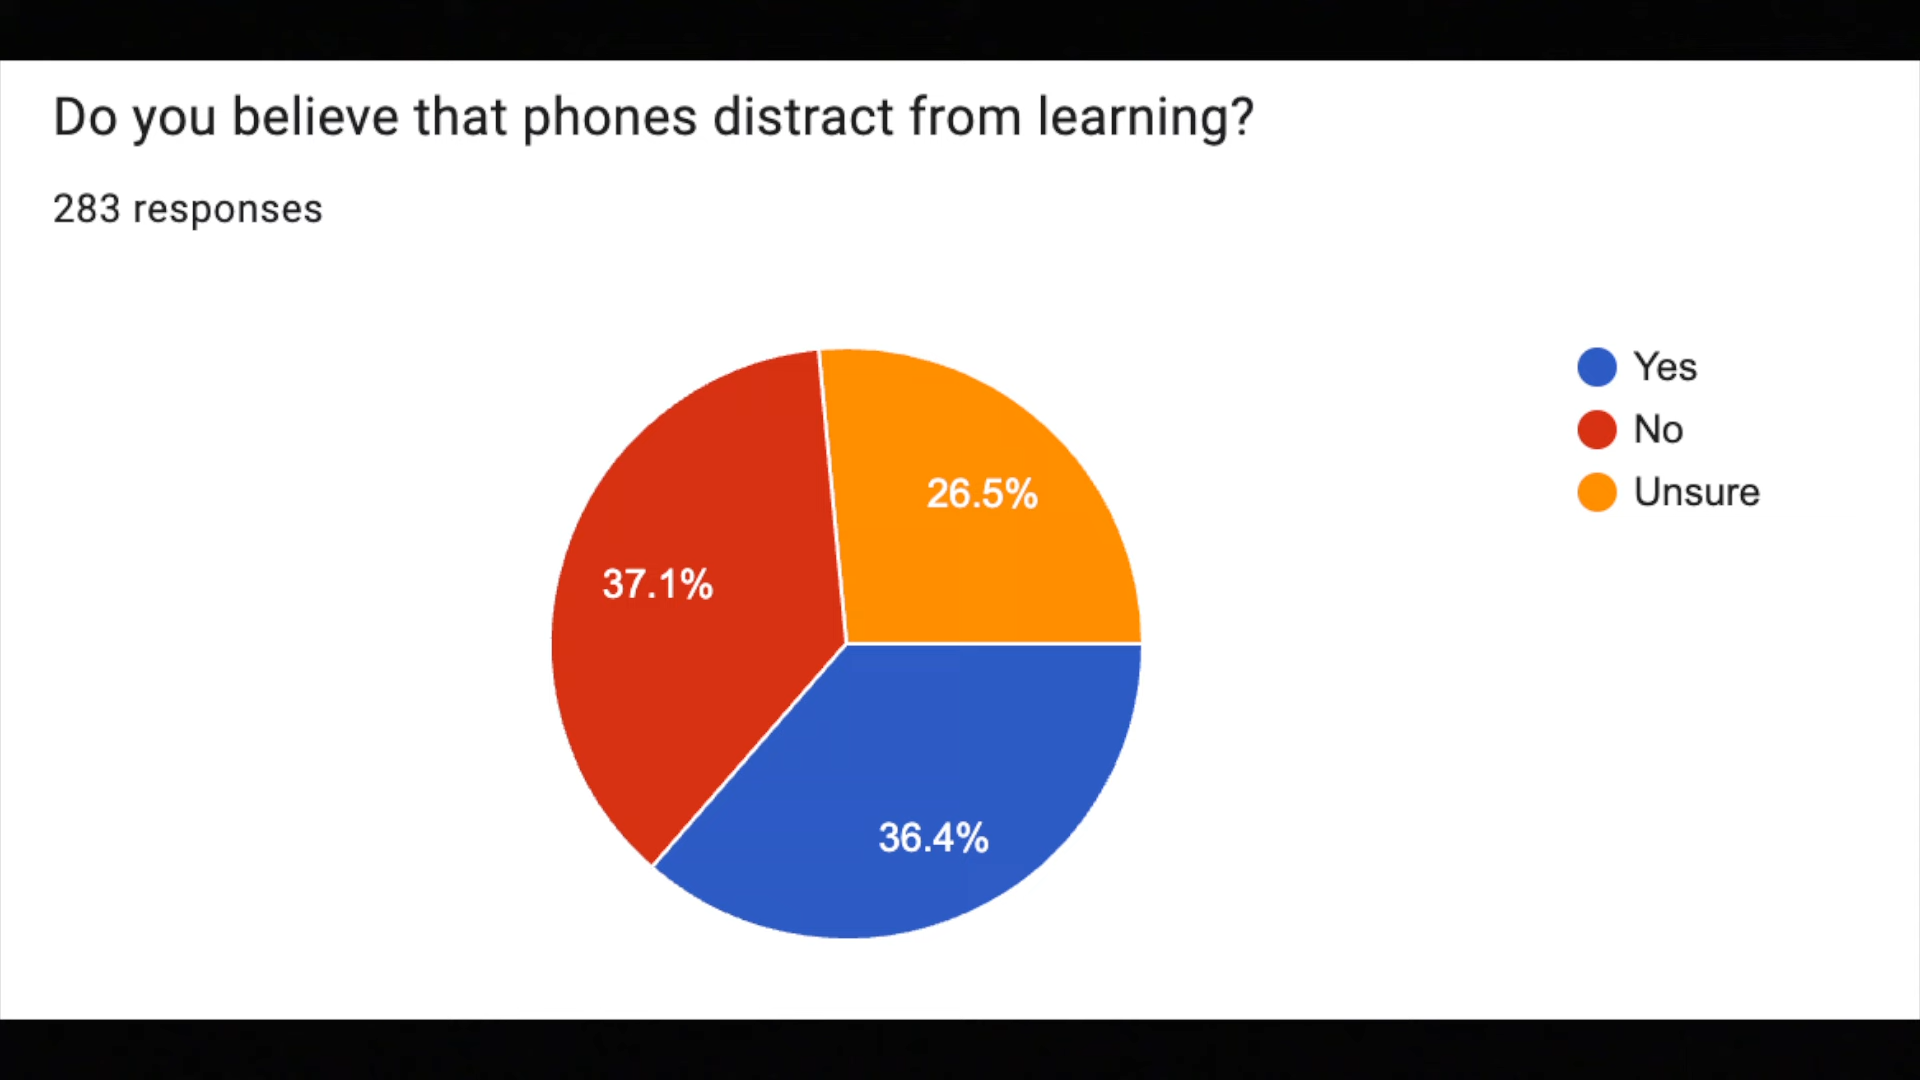 Do you believe that phones distract from learning?
283 responses
Yes
No
Unsure
26.5%
37.1%
36.4%